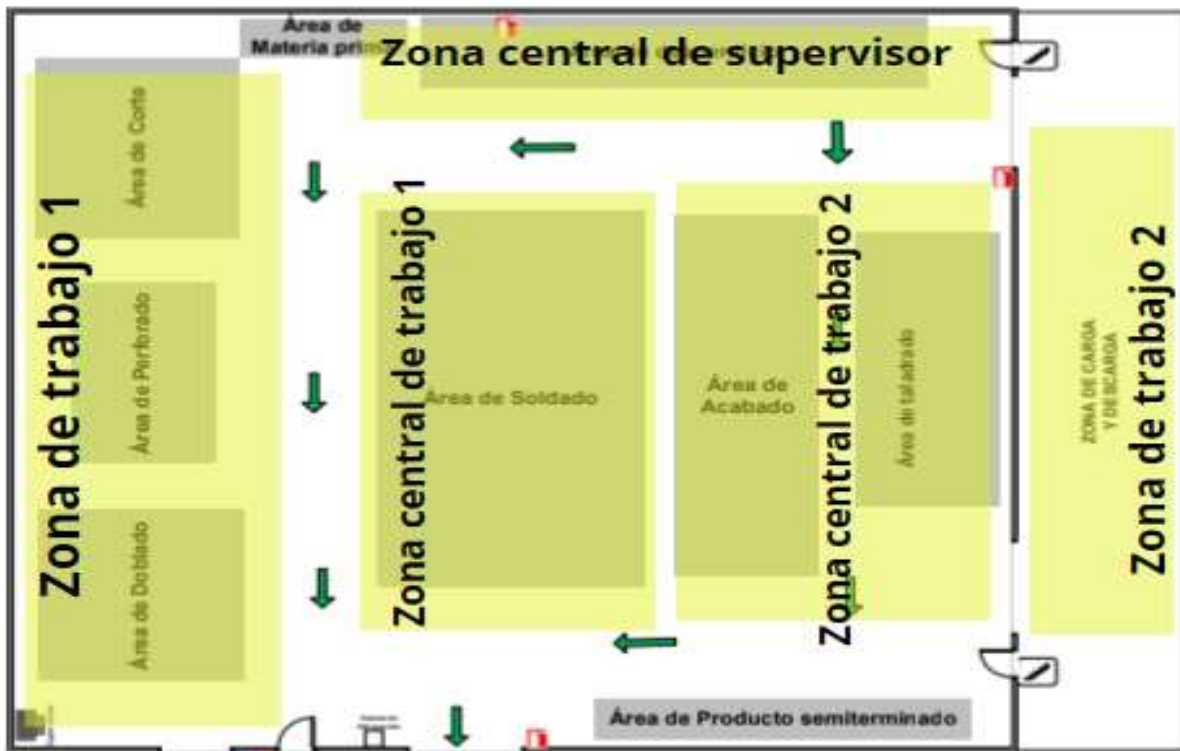 Área de
Materia prima
Zona central de supervisor
Área de Corte
Zona de trabajo 1
Área de Perforado
Área de Doblado
Zona central de trabajo 1
Área de Soldado
Área de
Acabado
Zona central de trabajo 2
Área de taladrado
ZONA DE CARGA
Y DESCARGA
Zona de trabajo 2
Área de Producto semiterminado